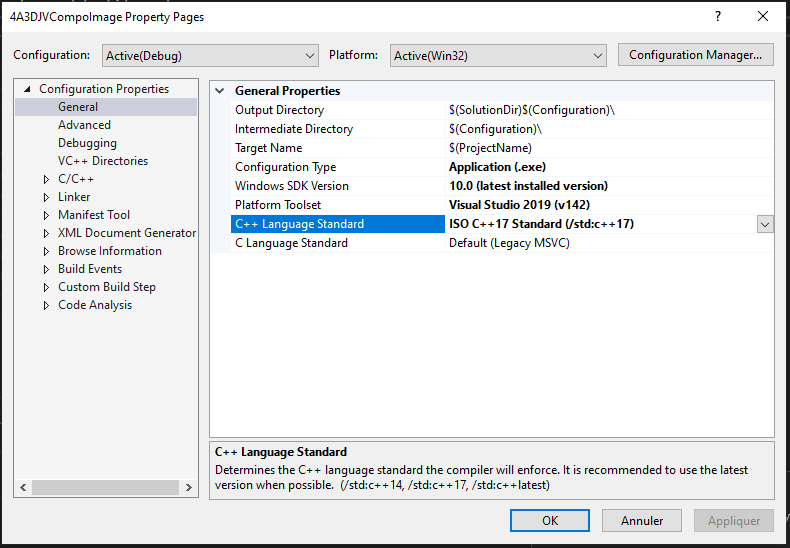 4A3DJVCompoImage Property Pages
?
Configuration: Active(Debug) Platform: Active(Win32) Configuration Manager...
Configuration Properties
General
Advanced
Debugging
VC++ Directories
C/C++
Linker
Manifest Tool
XML Document Generator
Browse Information
Build Events
Custom Build Step
Code Analysis
General Properties
Output Directory $(SolutionDir)$(Configuration)\
Intermediate Directory $(Configuration)\
Target Name $(ProjectName)
Configuration Type Application (.exe)
Windows SDK Version 10.0 (latest installed version)
Platform Toolset Visual Studio 2019 (v142)
C++ Language Standard ISO C++17 Standard (/std:c++17)
C Language Standard Default (Legacy MSVC)
C++ Language Standard
Determines the C++ language standard the compiler will enforce. It is recommended to use the latest
version when possible. (/std:c++14, /std:c++17, /std:c++latest)
OK Annuler Appliquer